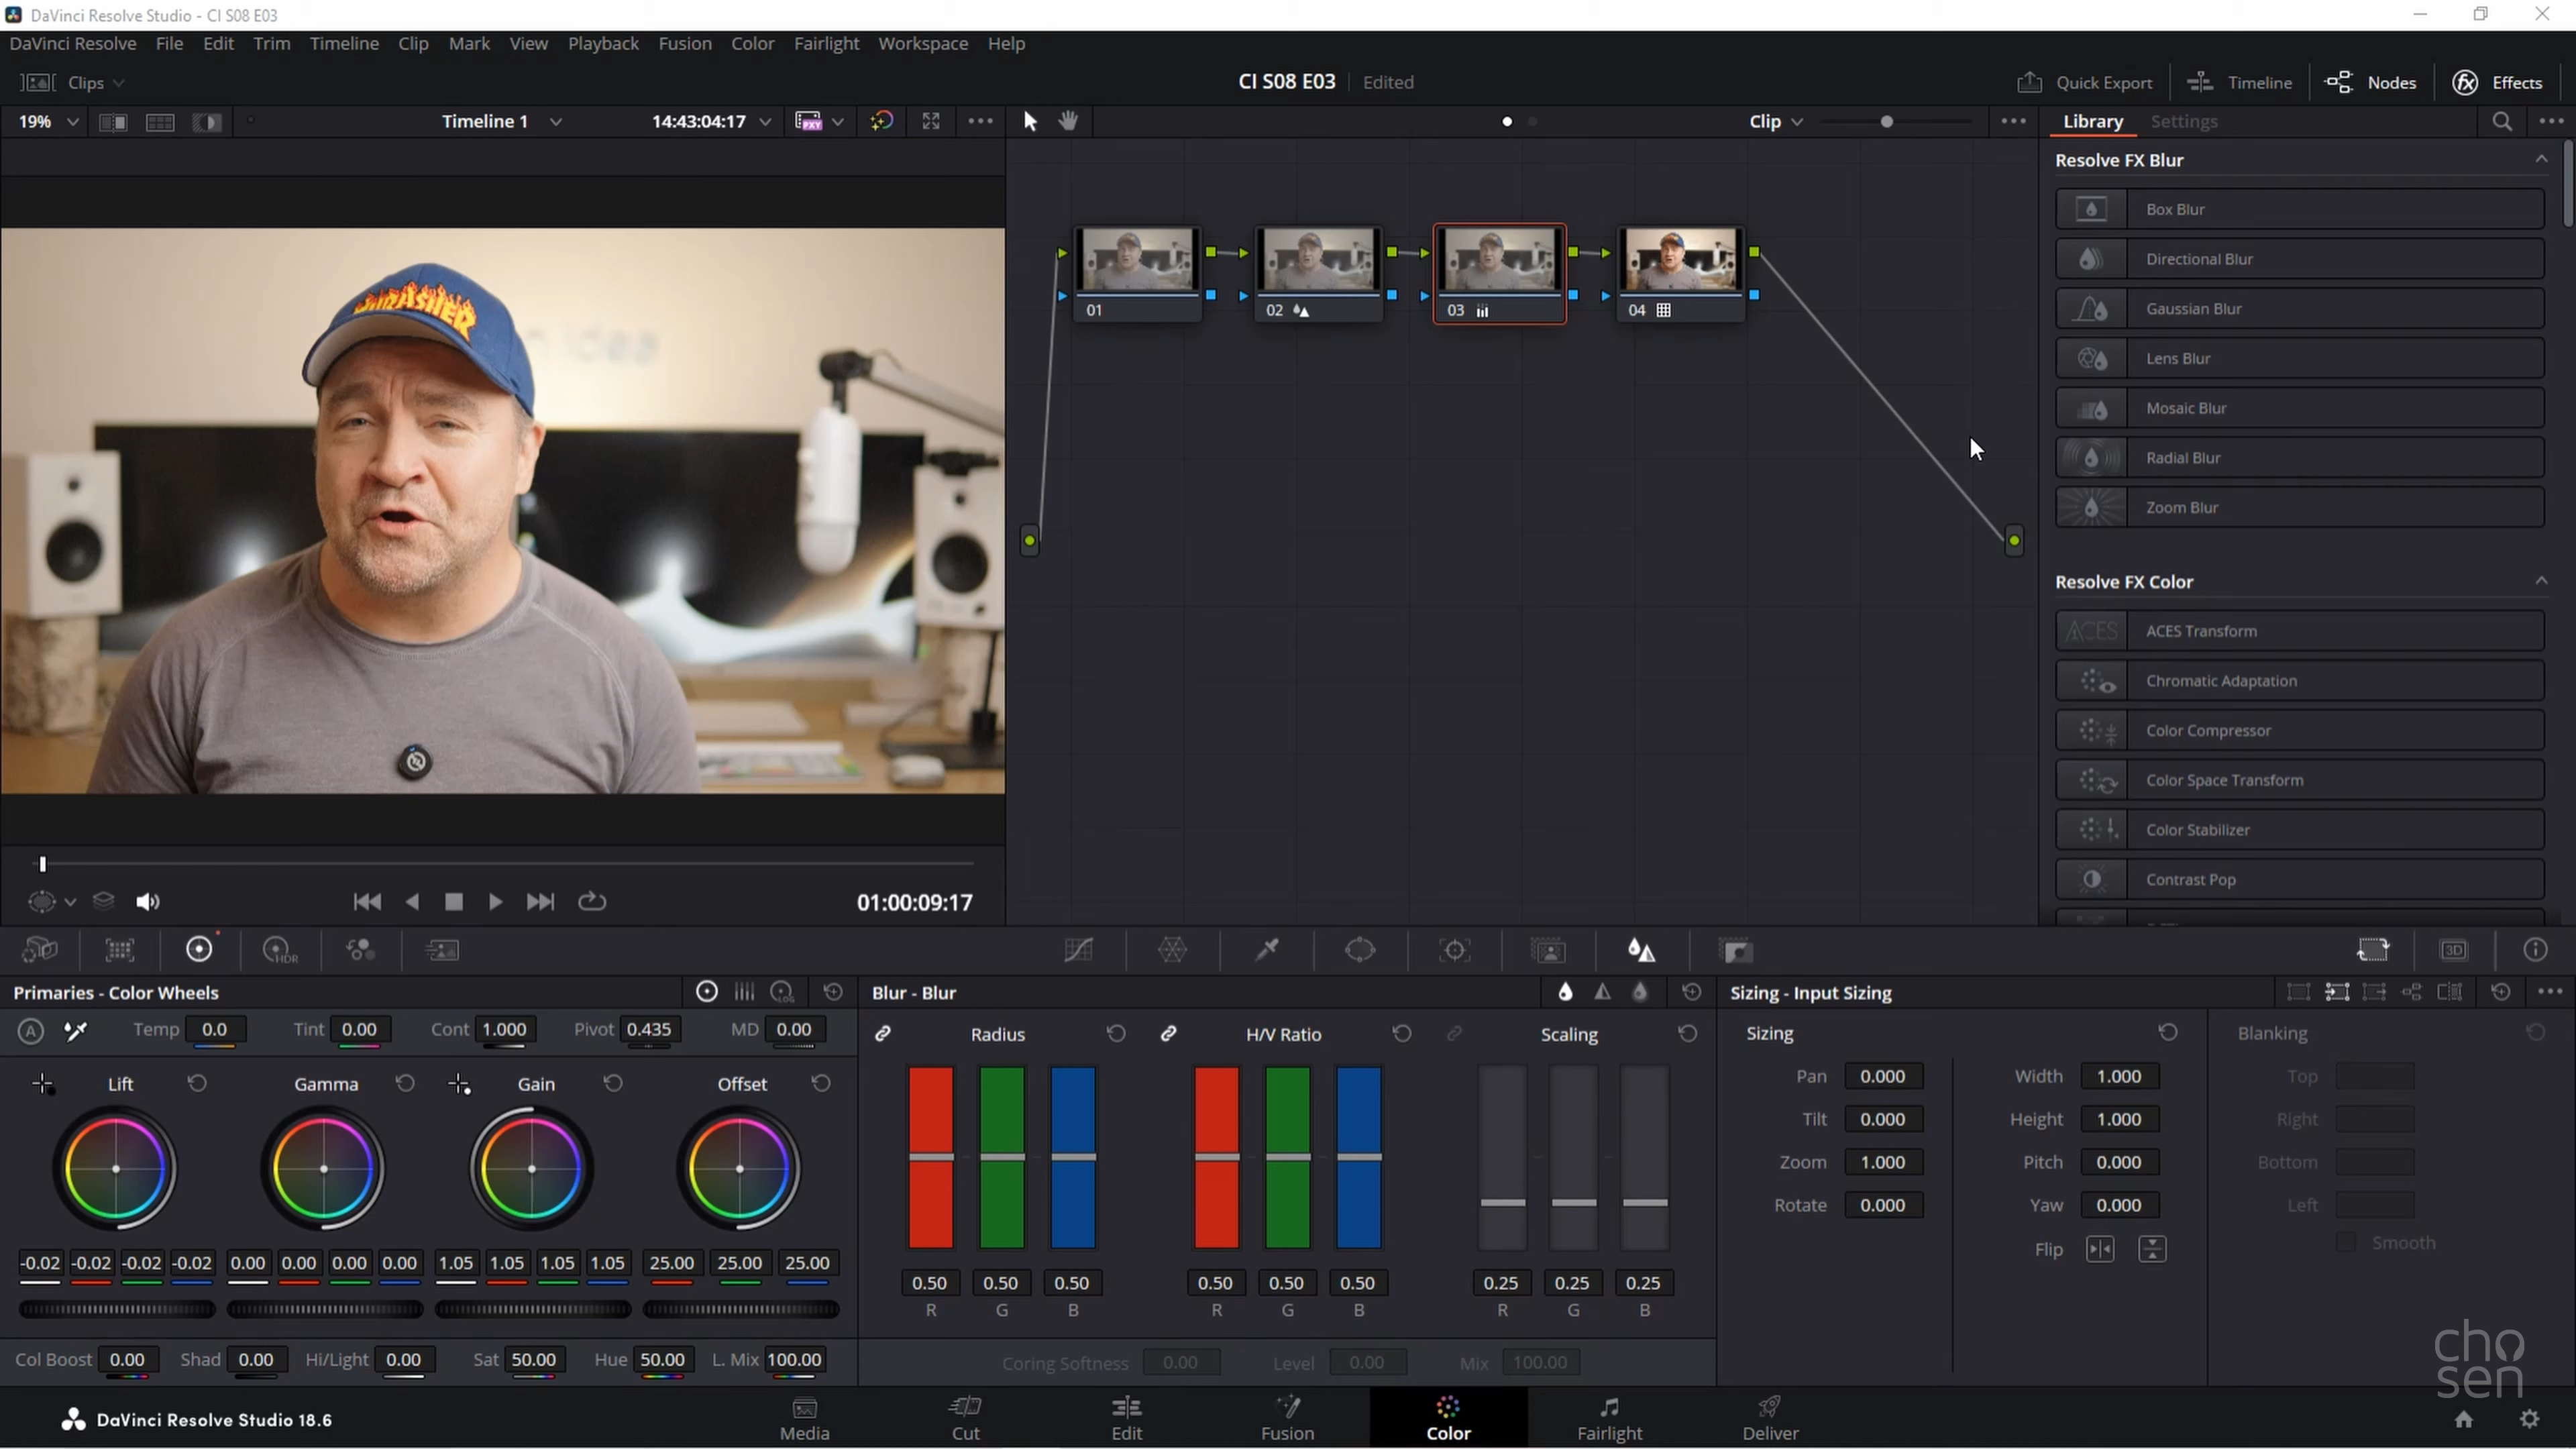 DaVinci Resolve Studio - CI S08 E03
DaVinci Resolve File Edit Trim Timeline Clip Mark View Playback Fusion Color Fairlight Workspace Help
Clips CI S08 E03 Edited Quick Export Timeline Nodes Effects
19% Timeline 1 14:43:04:17 PXY Clip Library Settings
Resolve FX Blur
Box Blur
Directional Blur
Gaussian Blur
Lens Blur
Mosaic Blur
Radial Blur
Zoom Blur
01 02 03 04
THRASHER
idea
Resolve FX Color
ACES ACES Transform
Chromatic Adaptation
Color Compressor
Color Space Transform
Color Stabilizer
Contrast Pop
01:00:09:17
HDR 3D
Primaries - Color Wheels LOG Blur - Blur Sizing - Input Sizing
A Temp 0.0 Tint 0.00 Cont 1.000 Pivot 0.435 MD 0.00
Radius H/V Ratio Scaling Sizing Blanking
Lift Gamma Gain Offset
Pan 0.000 Width 1.000 Top
Tilt 0.000 Height 1.000 Right
Zoom 1.000 Pitch 0.000 Bottom
Rotate 0.000 Yaw 0.000 Left
Flip Smooth
-0.02 -0.02 -0.02 -0.02 0.00 0.00 0.00 0.00 1.05 1.05 1.05 1.05 25.00 25.00 25.00
0.50 0.50 0.50 0.50 0.50 0.50 0.25 0.25 0.25
R G B R G B R G B
Col Boost 0.00 Shad 0.00 Hi/Light 0.00 Sat 50.00 Hue 50.00 L. Mix 100.00
Coring Softness 0.00 Level 0.00 Mix 100.00
cho
sen
DaVinci Resolve Studio 18.6
Media Cut Edit Fusion Color Fairlight Deliver